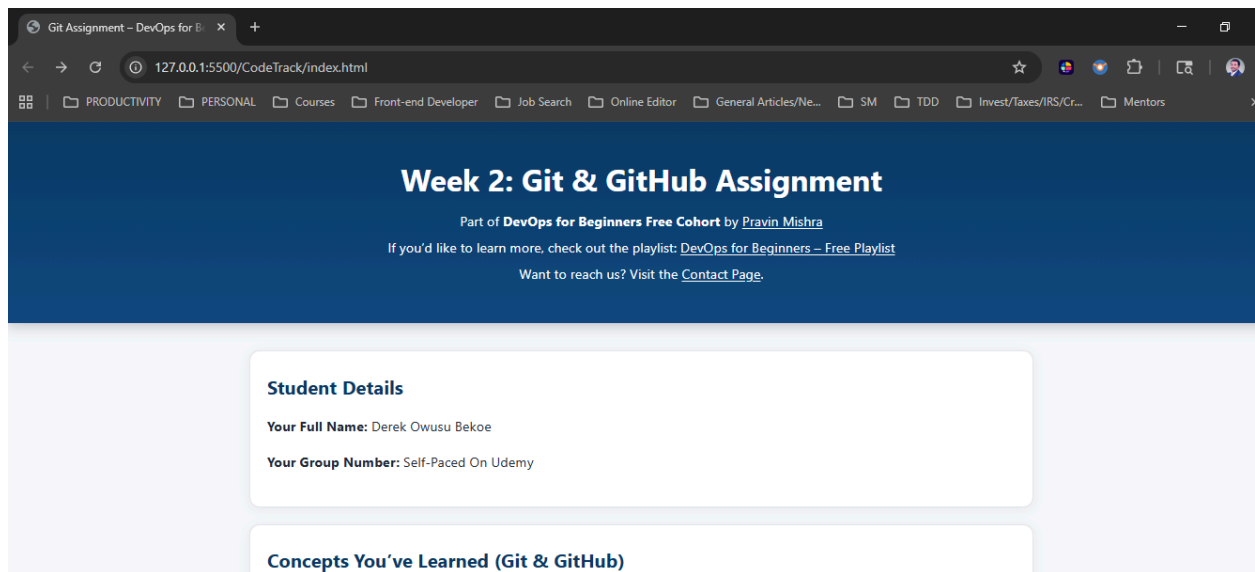 Git Assignment – DevOps for Be
127.0.0.1:5500/CodeTrack/index.html
PRODUCTIVITY PERSONAL Courses Front-end Developer Job Search Online Editor General Articles/Ne... SM TDD Invest/Taxes/IRS/Cr... Mentors
Week 2: Git & GitHub Assignment
Part of DevOps for Beginners Free Cohort by Pravin Mishra
If you’d like to learn more, check out the playlist: DevOps for Beginners – Free Playlist
Want to reach us? Visit the Contact Page.
Student Details
Your Full Name: Derek Owusu Bekoe
Your Group Number: Self-Paced On Udemy
Concepts You’ve Learned (Git & GitHub)